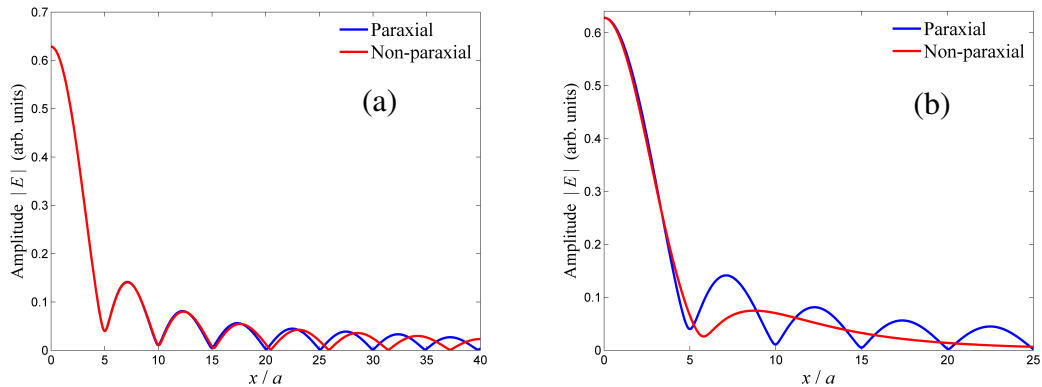 0.7
0.6
0.5
0.4
0.3
0.2
0.1
0
Amplitude | E | (arb. units)
Paraxial
Non-paraxial
(a)
0 5 10 15 20 25 30 35 40
x / a
0.6
0.5
0.4
0.3
0.2
0.1
0
Amplitude | E | (arb. units)
Paraxial
Non-paraxial
(b)
0 5 10 15 20 25
x / a